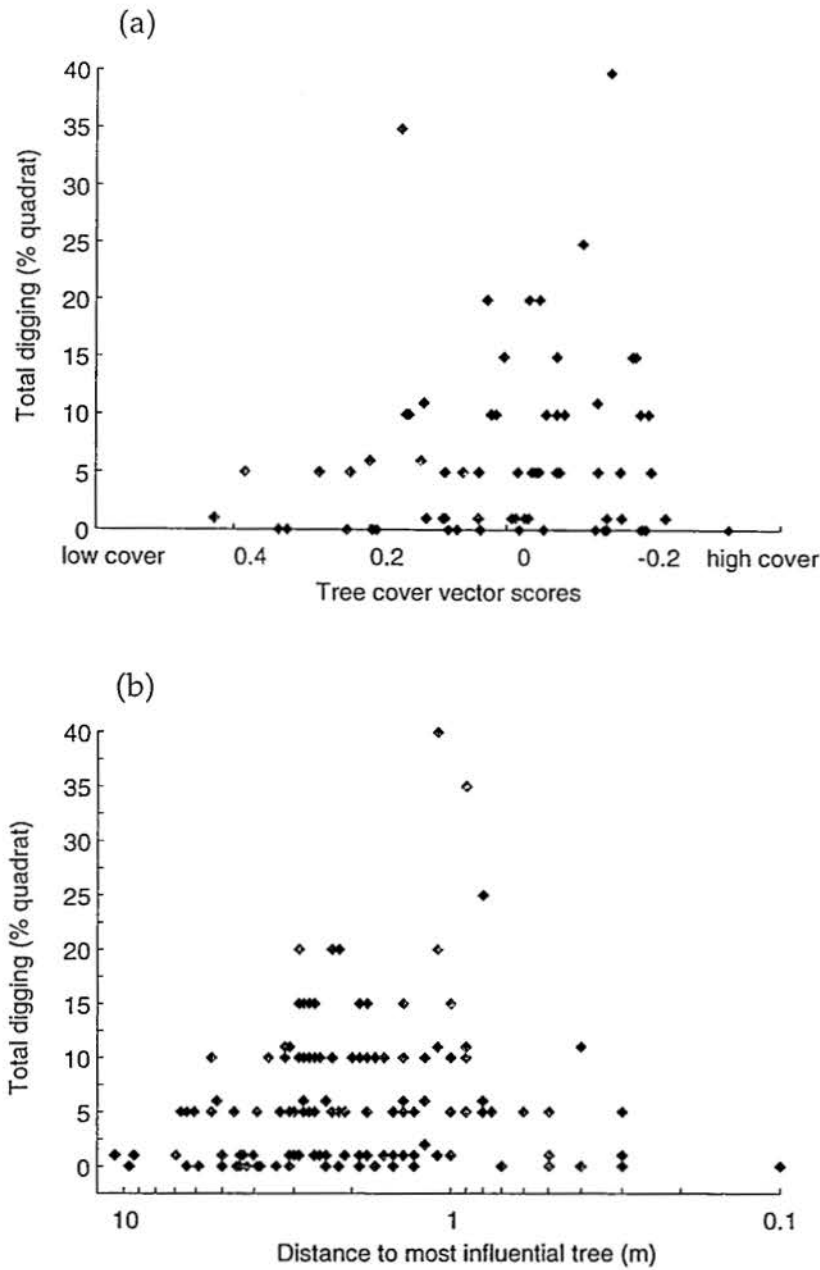 (a)
Total digging (% quadrat)
40
35
30
25
20
15
10
5
0
low cover 0.4 0.2 0 -0.2 high cover
Tree cover vector scores
(b)
Total digging (% quadrat)
40
35
30
25
20
15
10
5
0
10 1 0.1
Distance to most influential tree (m)